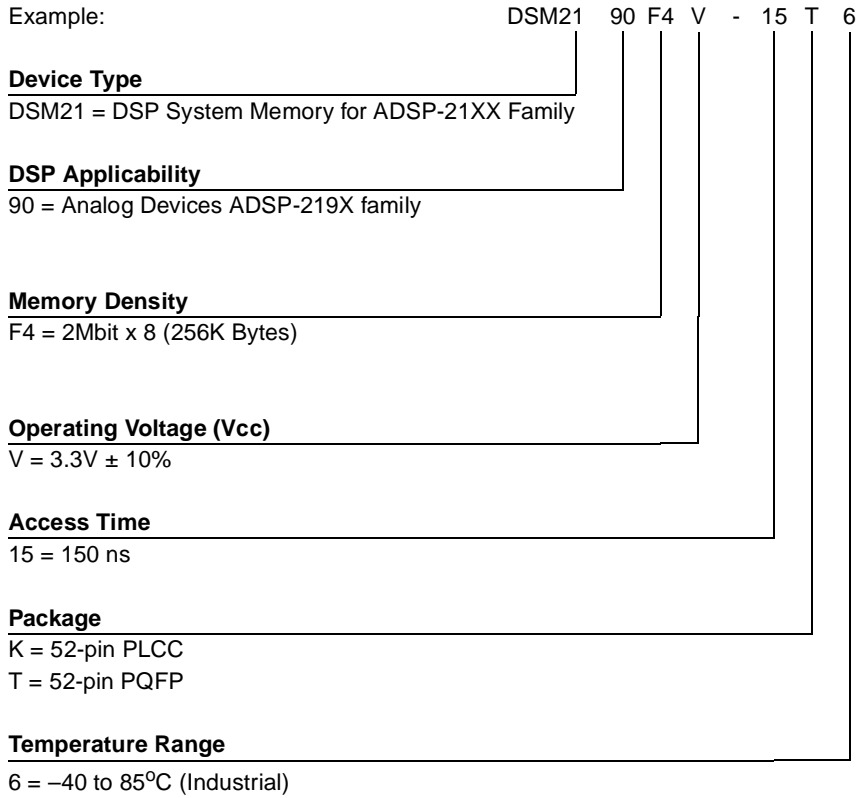 Example: DSM21 90 F4 V - 15 T 6
Device Type
DSM21 = DSP System Memory for ADSP-21XX Family
DSP Applicability
90 = Analog Devices ADSP-219X family
Memory Density
F4 = 2Mbit x 8 (256K Bytes)
Operating Voltage (Vcc)
V = 3.3V ± 10%
Access Time
15 = 150 ns
Package
K = 52-pin PLCC
T = 52-pin PQFP
Temperature Range
6 = –40 to 85°C (Industrial)